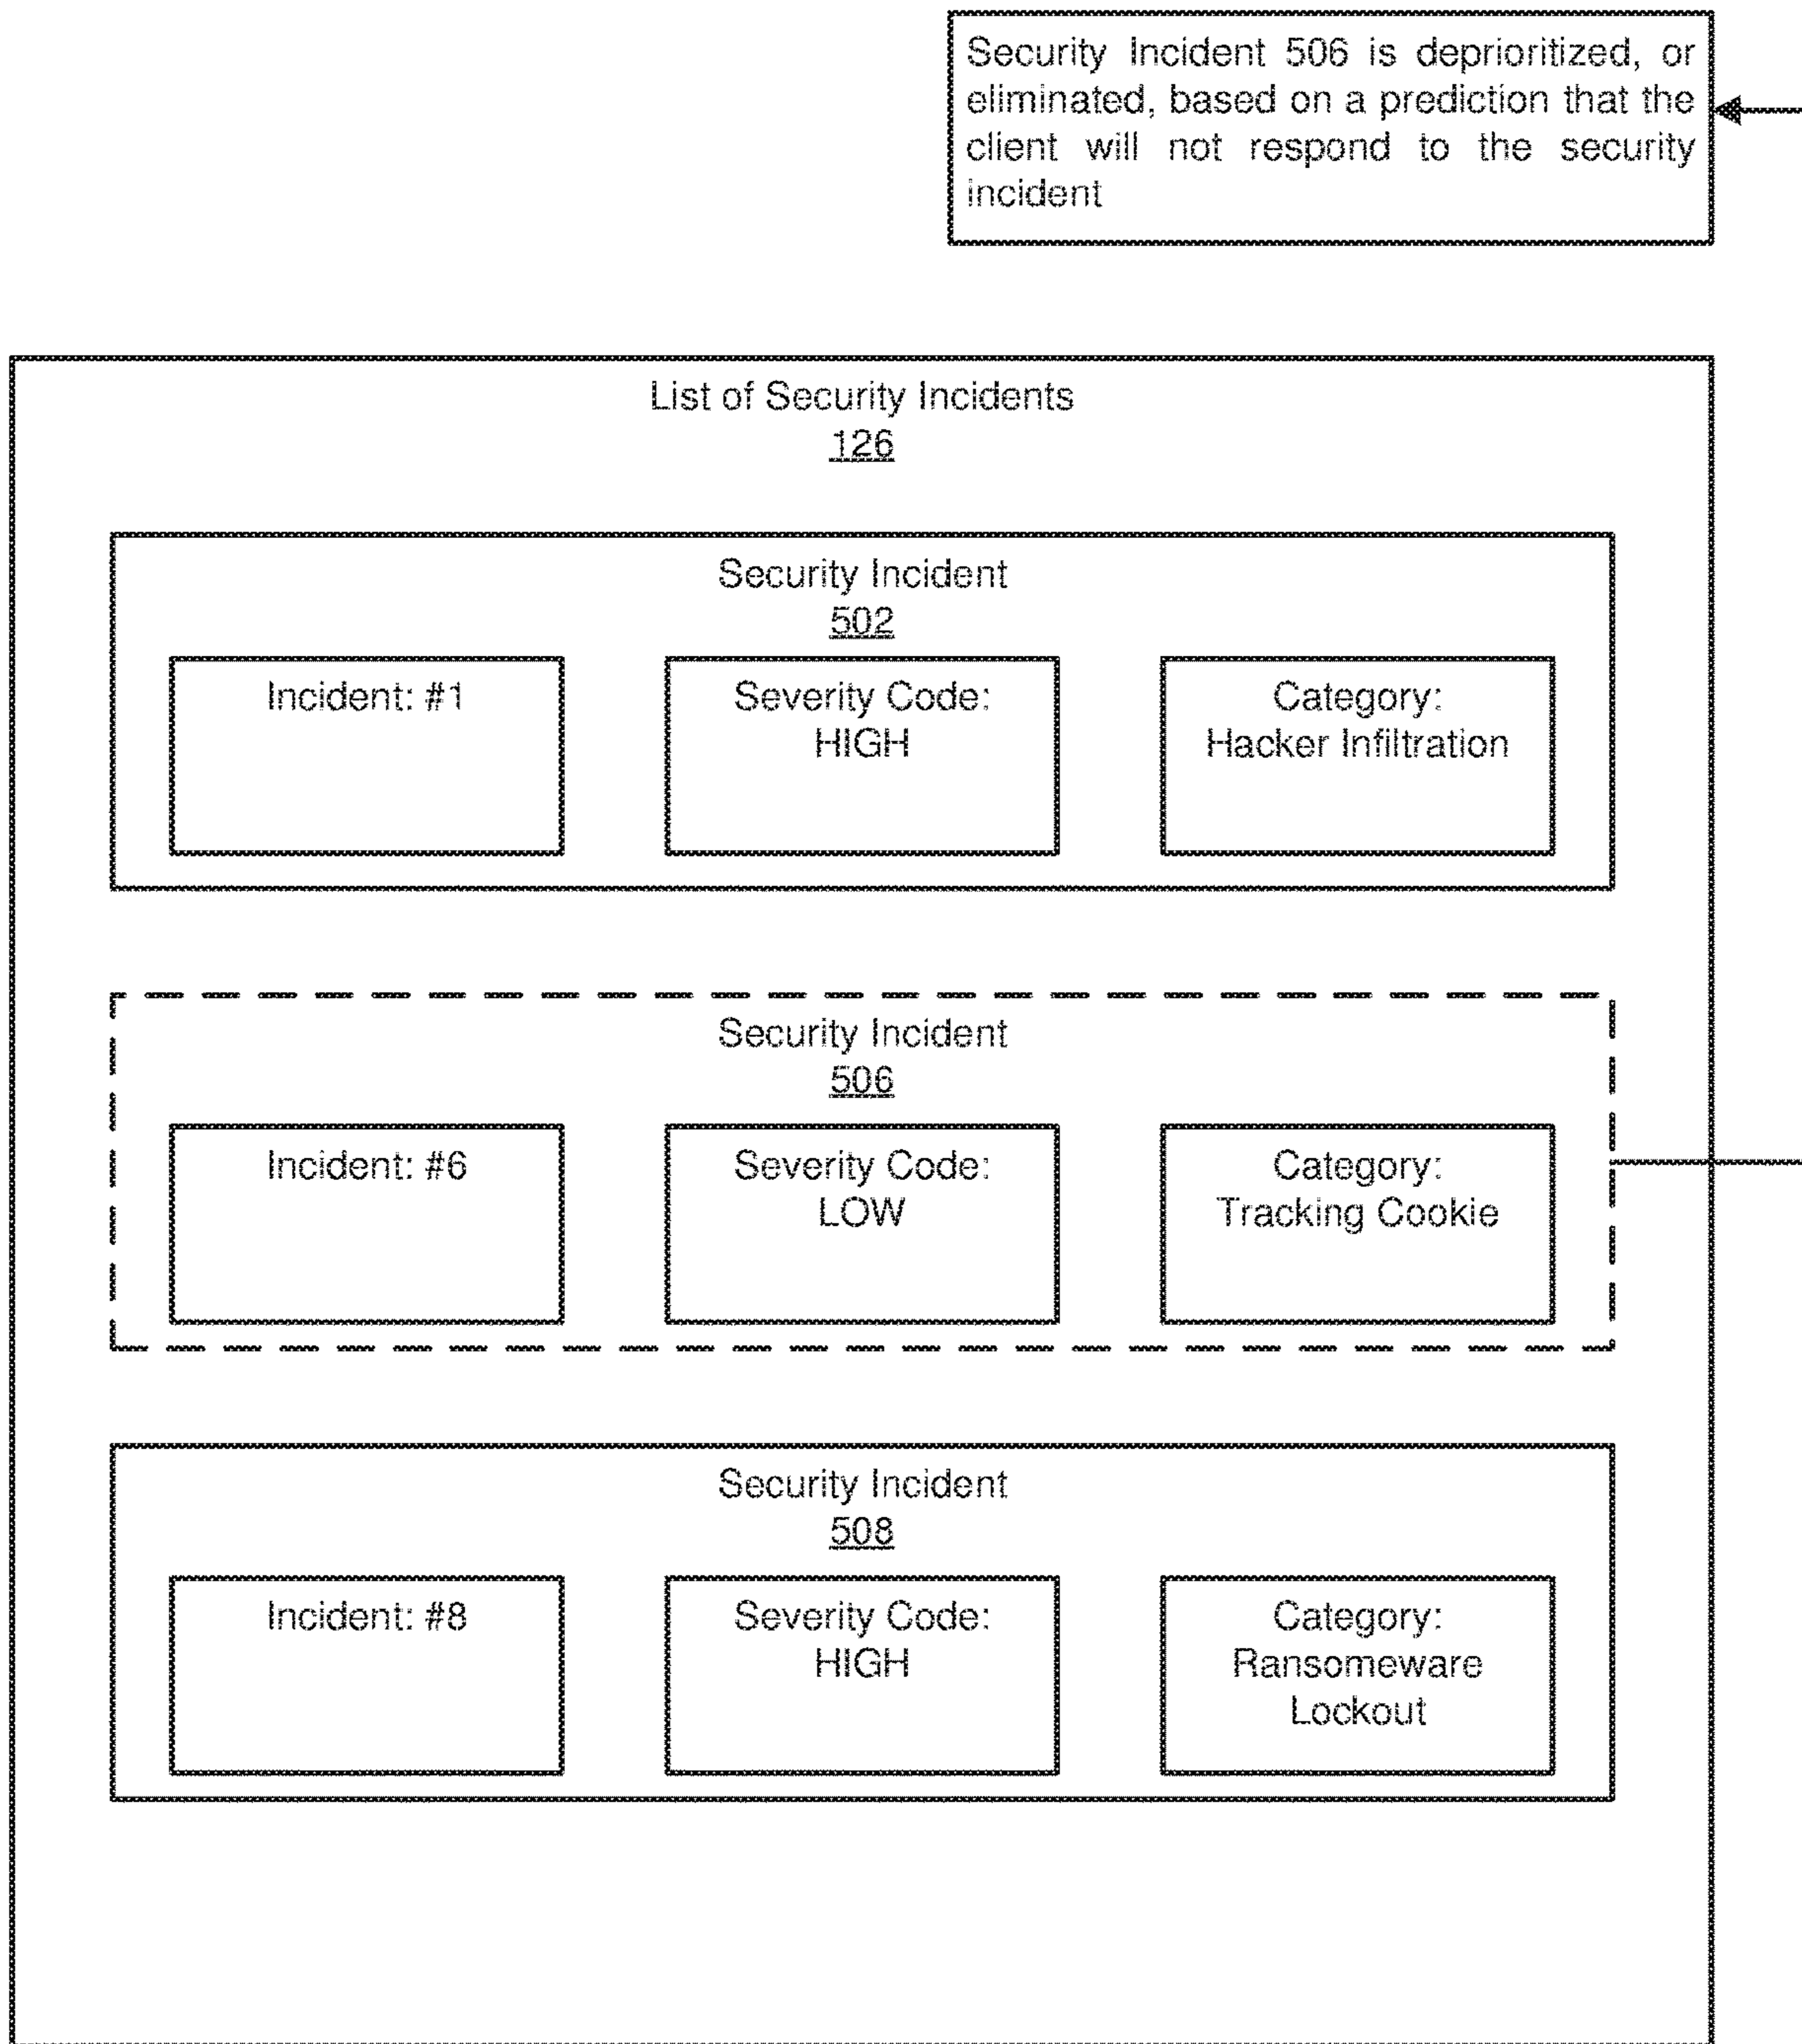 Security Incident 506 is deprioritized, or
eliminated, based on a prediction that the
client will not respond to the security
incident
List of Security Incidents
126
Security Incident
502
Incident: #1
Severity Code:
HIGH
Category:
Hacker Infiltration
Security Incident
506
Incident: #6
Severity Code:
LOW
Category:
Tracking Cookie
Security Incident
508
Incident: #8
Severity Code:
HIGH
Category:
Ransomeware
Lockout